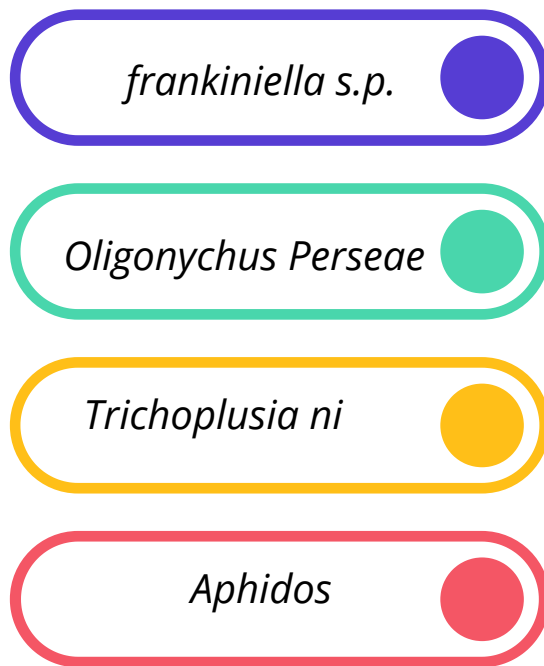 frankiniella s.p.
Oligonychus Perseae
Trichoplusia ni
Aphidos